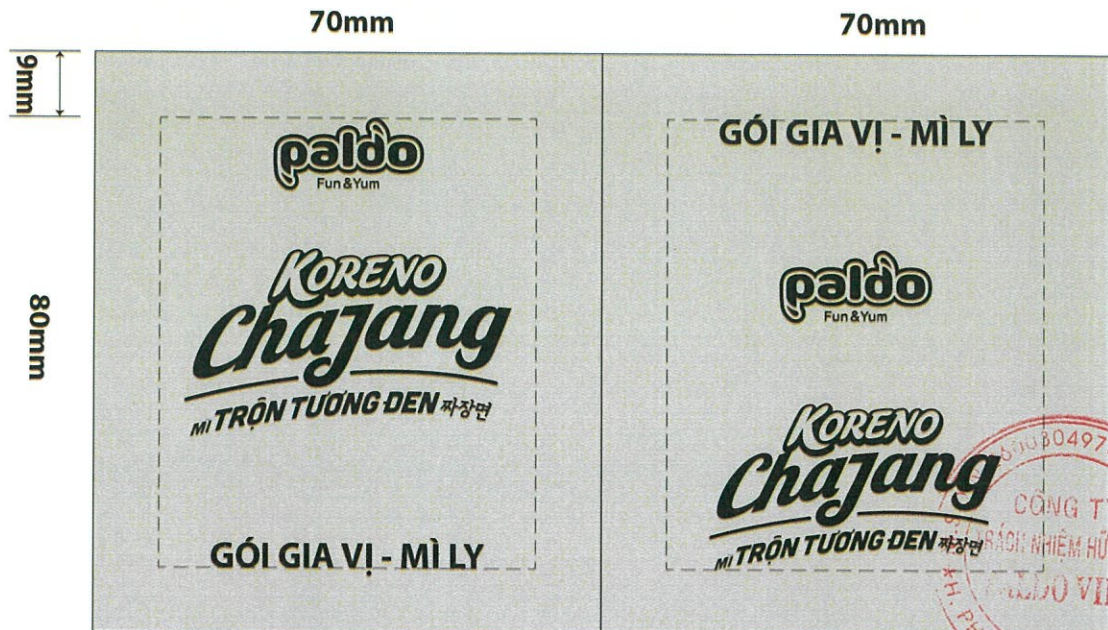 70mm
70mm
9mm
80mm
paldo
Fun & Yum
KORENO
Chajang
MÌ TRỘN TƯƠNG ĐEN 짜장면
GÓI GIA VỊ - MÌ LY
GÓI GIA VỊ - MÌ LY
paldo
Fun & Yum
KORENO
Chajang
MÌ TRỘN TƯƠNG ĐEN 짜장면
CÔNG T
NHIỆM HỮ